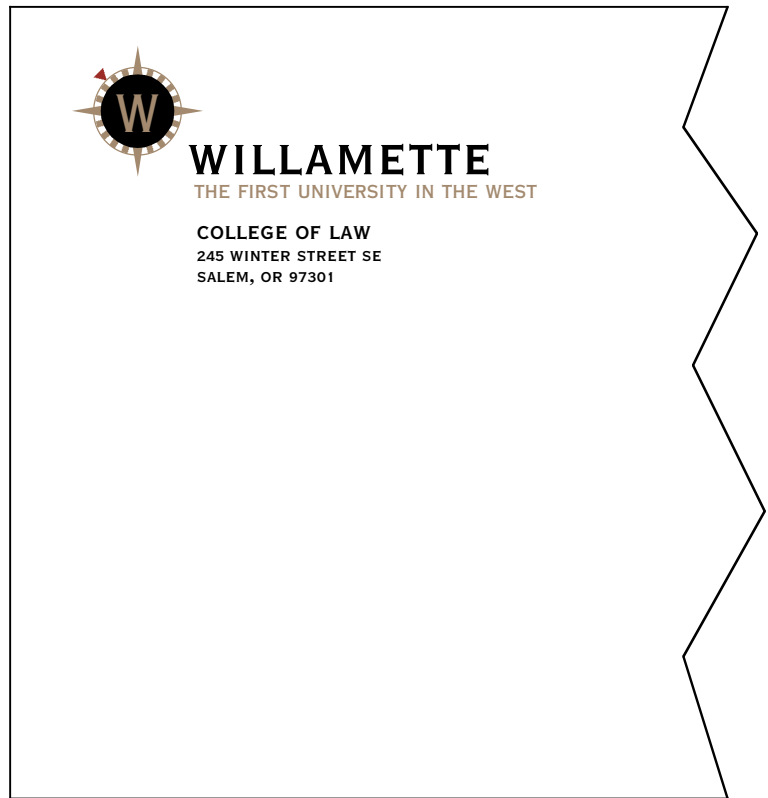 W
WILLAMETTE
THE FIRST UNIVERSITY IN THE WEST
COLLEGE OF LAW
245 WINTER STREET SE
SALEM, OR 97301